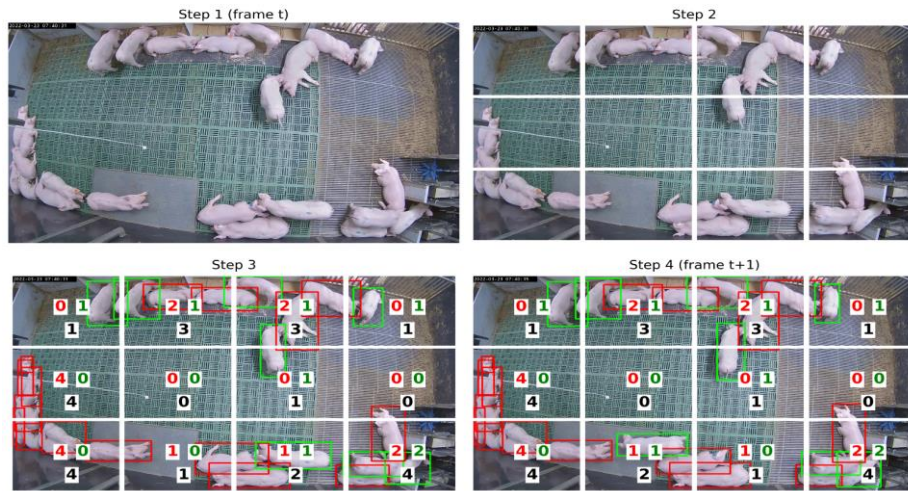 Step 1 (frame t)
Step 2
Step 3
0 1 2 1 2 1 0 1
1 3 3 1
4 0 0 0 0 1 0 0
4 0 1 0
4 0 1 0 1 1 2 2
4 1 2 4
Step 4 (frame t+1)
0 1 2 1 2 1 0 1
1 3 3 1
4 0 0 0 0 1 0 0
4 0 1 0
4 0 1 1 1 0 2 2
4 2 1 4